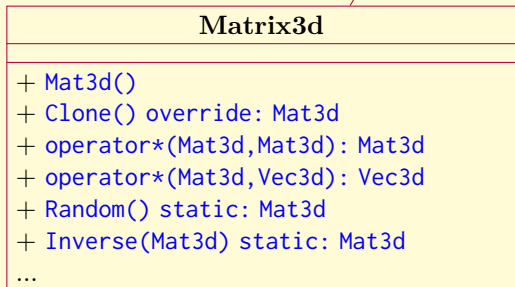 Matrix3d
+ Mat3d()
+ Clone() override: Mat3d
+ operator*(Mat3d,Mat3d): Mat3d
+ operator*(Mat3d,Vec3d): Vec3d
+ Random() static: Mat3d
+ Inverse(Mat3d) static: Mat3d
...